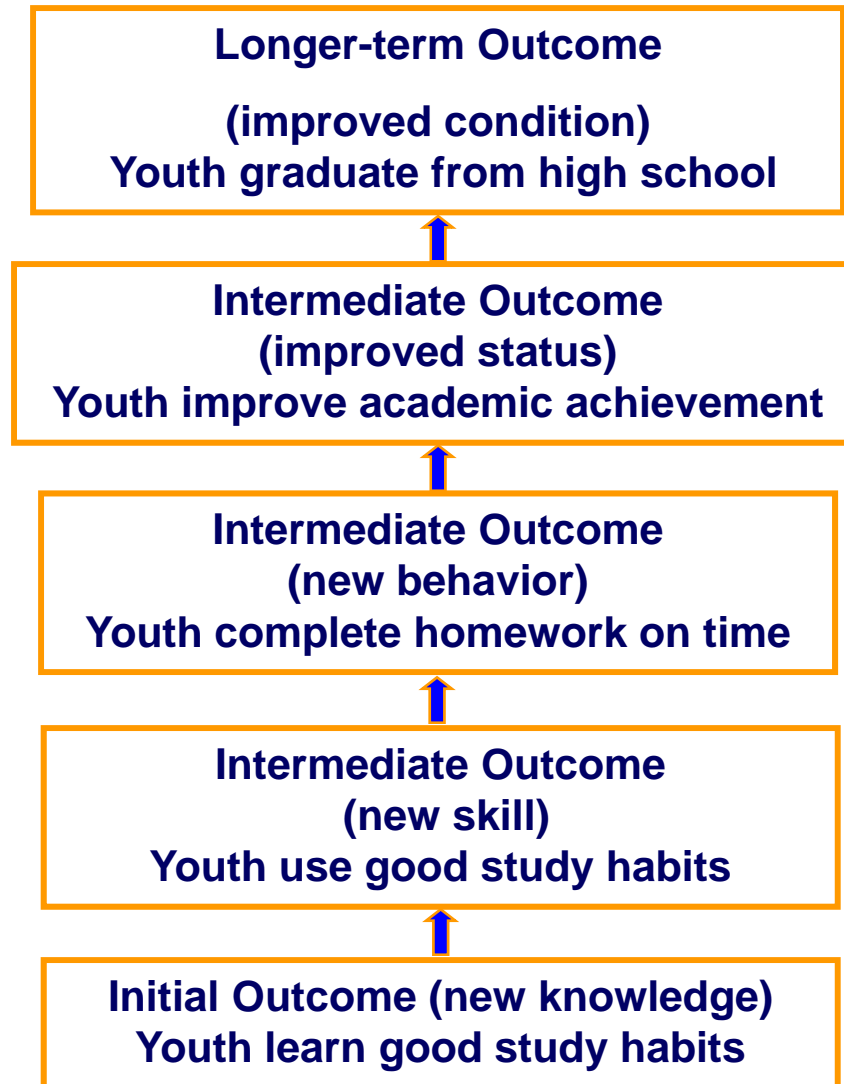 Longer-term Outcome
(improved condition)
Youth graduate from high school
Intermediate Outcome
(improved status)
Youth improve academic achievement
Intermediate Outcome
(new behavior)
Youth complete homework on time
Intermediate Outcome
(new skill)
Youth use good study habits
Initial Outcome (new knowledge)
Youth learn good study habits